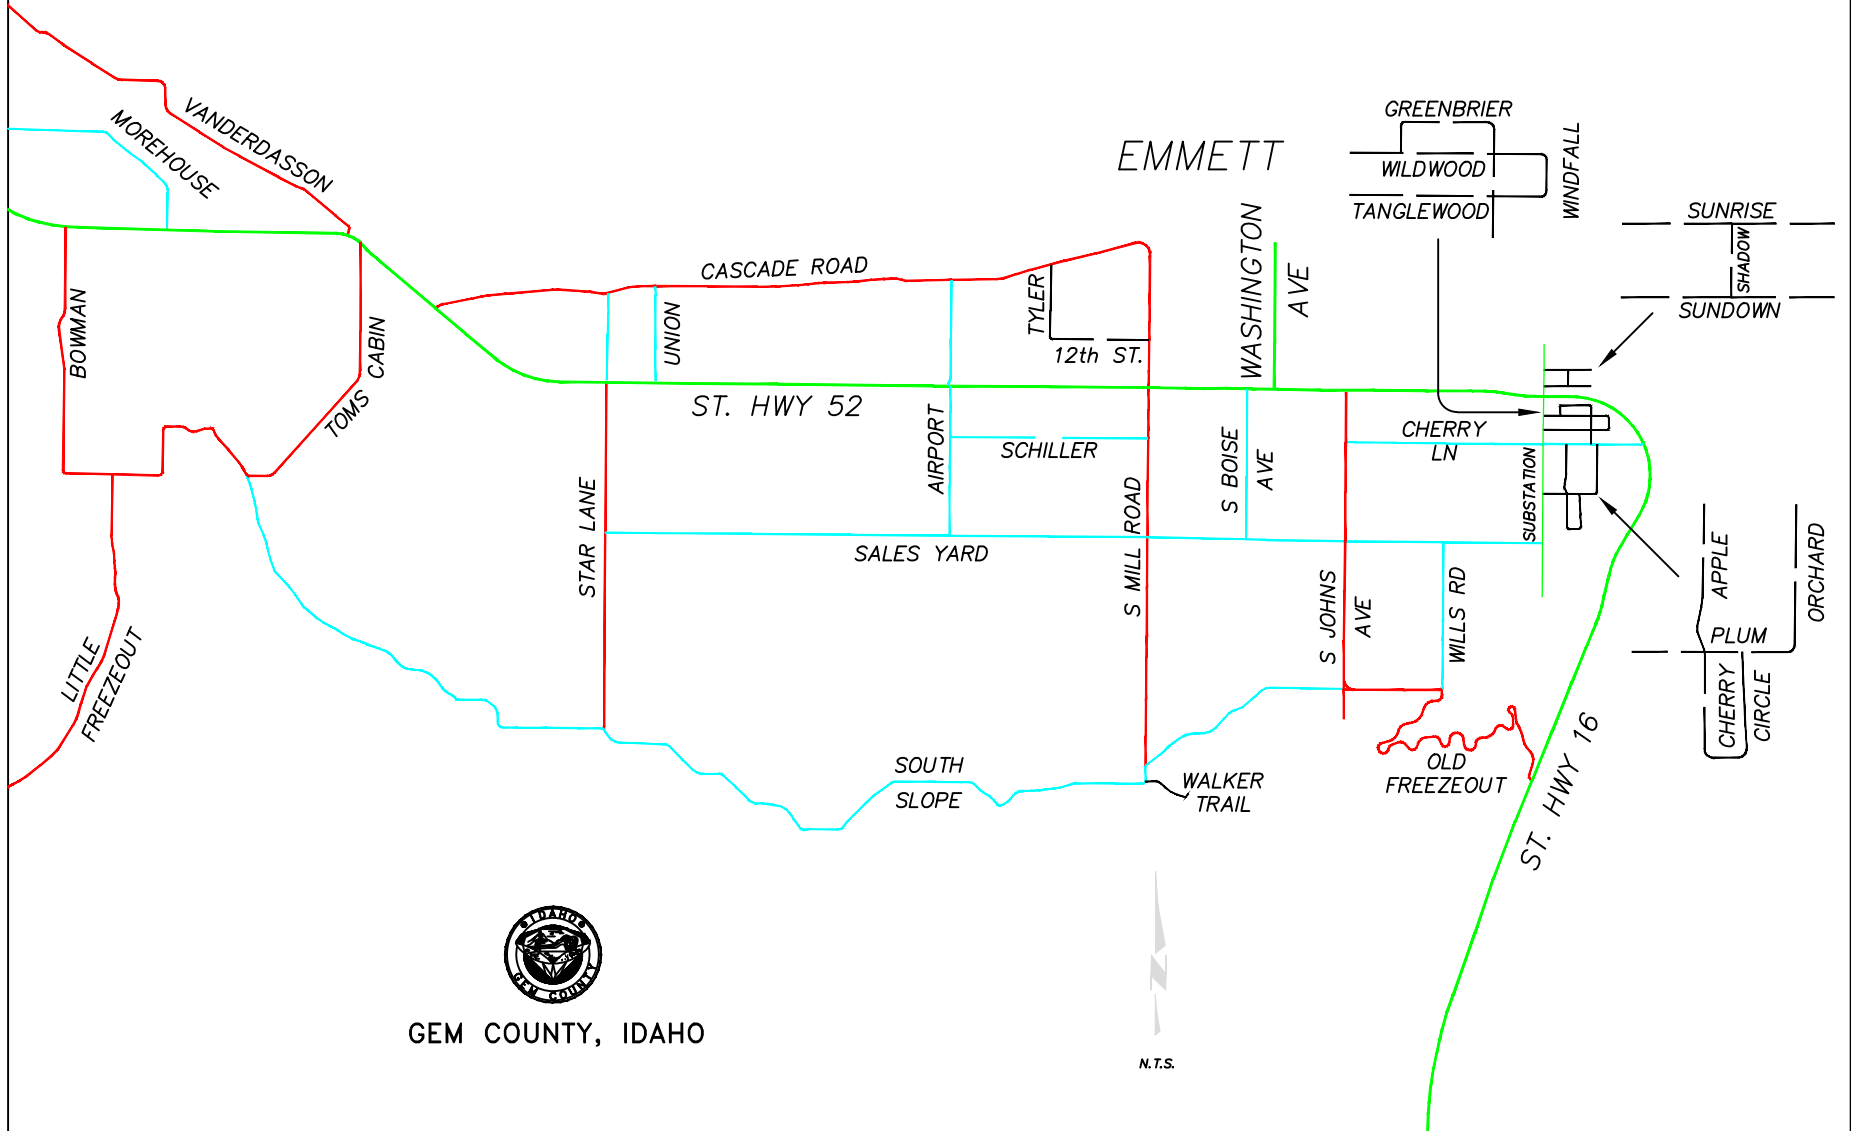 GREENBRIER
VANDERDASSON
MOREHOUSE
EMMETT
WILDWOOD
WINDFALL
TANGLEWOOD
SUNRISE
SHADOW
SUNDOWN
WASHINGTON
AVE
CASCADE ROAD
TYLER
12th ST.
UNION
BOWMAN
CABIN
TOMS
ST. HWY 52
AIRPORT
SCHILLER
S BOISE
AVE
CHERRY
LN
SUBSTATION
STAR LANE
SALES YARD
S MILL ROAD
S JOHNS
AVE
WILLS RD
APPLE
ORCHARD
PLUM
CHERRY
CIRCLE
LITTLE
FREEZEOUT
SOUTH
SLOPE
WALKER
TRAIL
OLD
FREEZEOUT
ST. HWY 16
IDAHO
GEM COUNTY
GEM COUNTY, IDAHO
N
N.T.S.